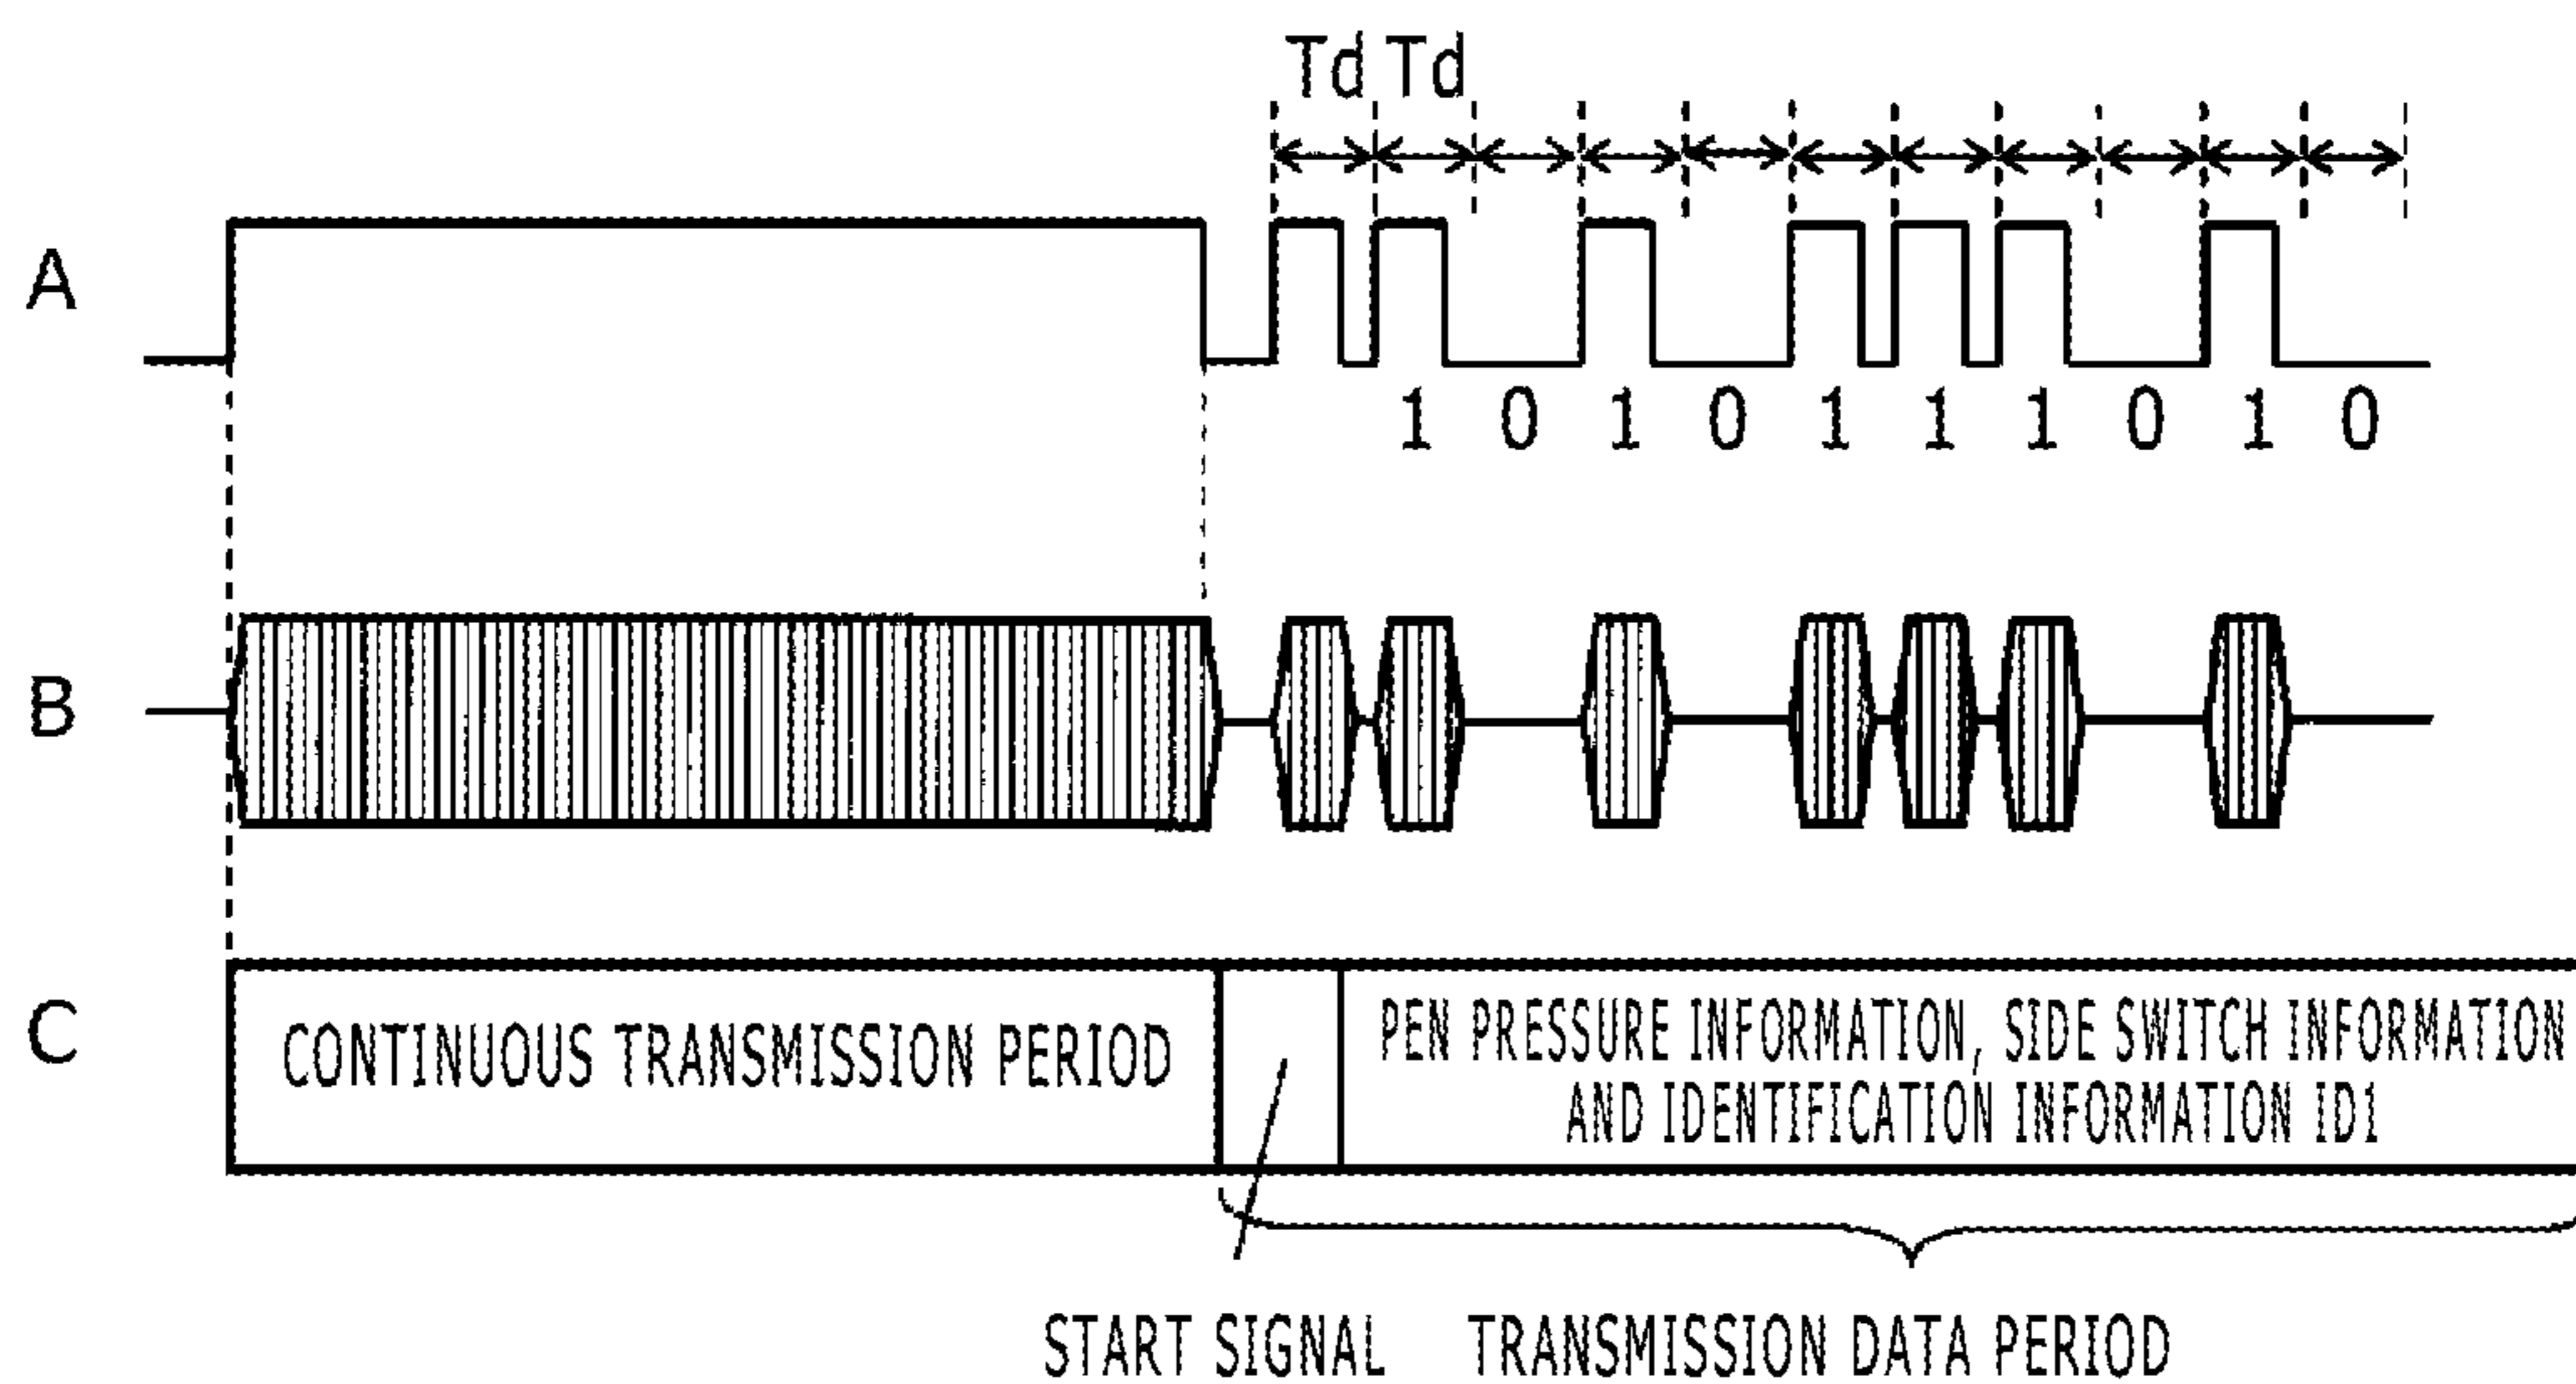 Td Td
A
1 0 1 0 1 1 1 0 1 0
B
C
CONTINUOUS TRANSMISSION PERIOD
PEN PRESSURE INFORMATION, SIDE SWITCH INFORMATION
AND IDENTIFICATION INFORMATION ID1
START SIGNAL
TRANSMISSION DATA PERIOD